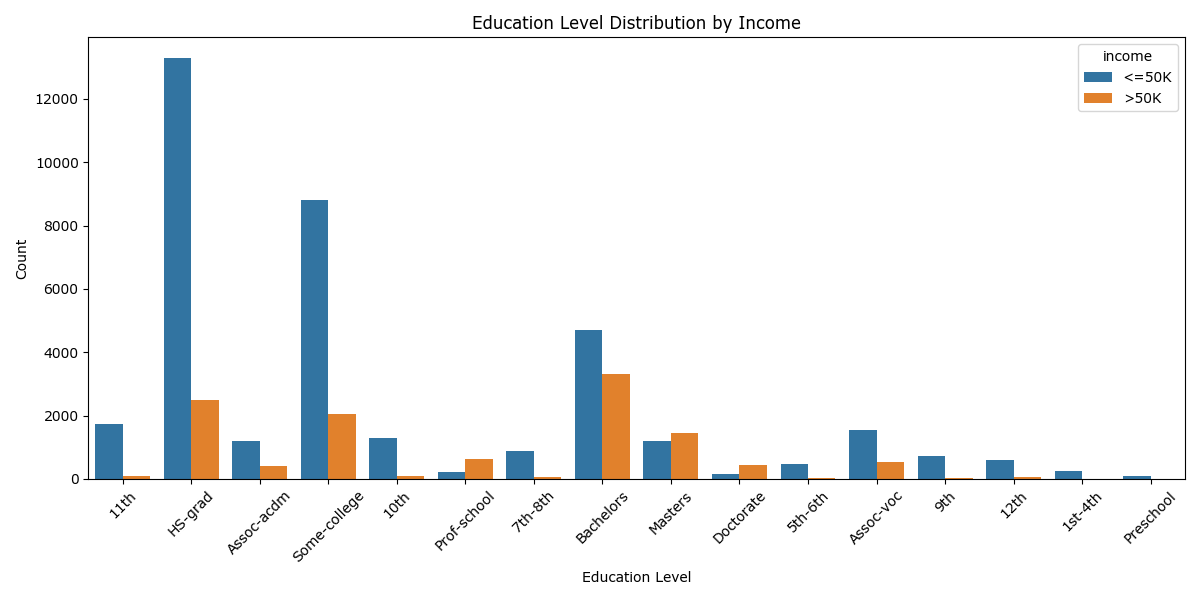 Education Level Distribution by Income
income
<=50K
>50K
12000
10000
8000
6000
4000
2000
0
Count
11th
HS-grad
Assoc-acdm
Some-college
10th
Prof-school
7th-8th
Bachelors
Masters
Doctorate
5th-6th
Assoc-voc
9th
12th
1st-4th
Preschool
Education Level